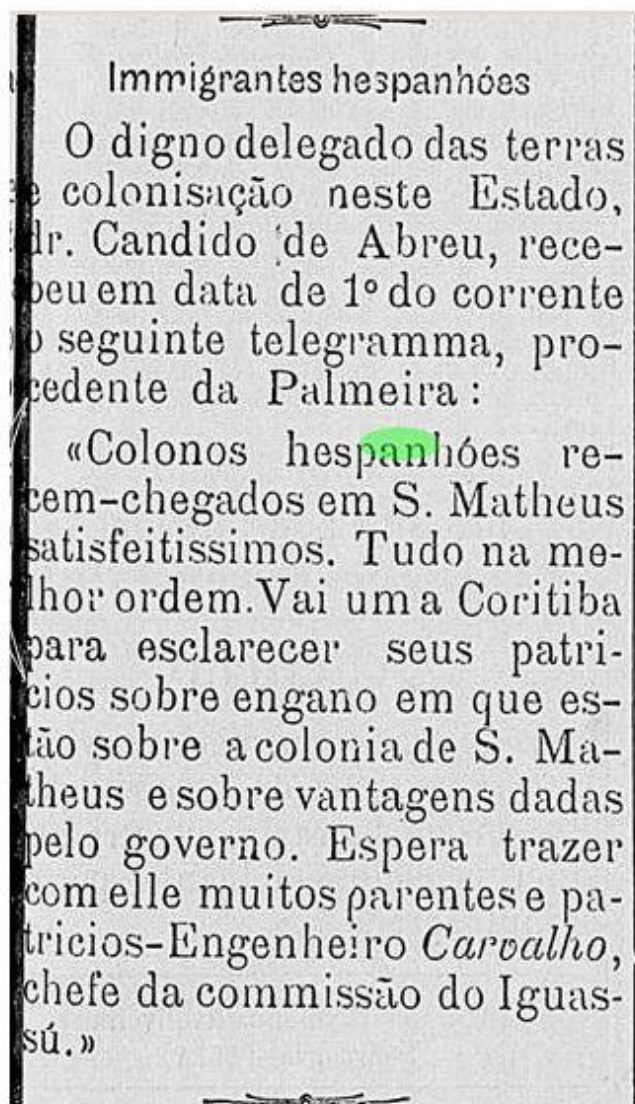 Immigrantes hespanhóes
O digno delegado das terras
e colonisação neste Estado,
dr. Candido de Abreu, rece-
beu em data de 1º do corrente
o seguinte telegramma, pro-
cedente da Palmeira:
«Colonos hespanhóes re-
cem-chegados em S. Matheus
satisfeitissimos. Tudo na me-
lhor ordem. Vai um a Coritiba
para esclarecer seus patri-
cios sobre engano em que es-
tão sobre a colonia de S. Ma-
theus e sobre vantagens dadas
pelo governo. Espera trazer
com elle muitos parentes e pa-
tricios-Engenheiro Carvalho,
chefe da commissão do Iguas-
sú.»